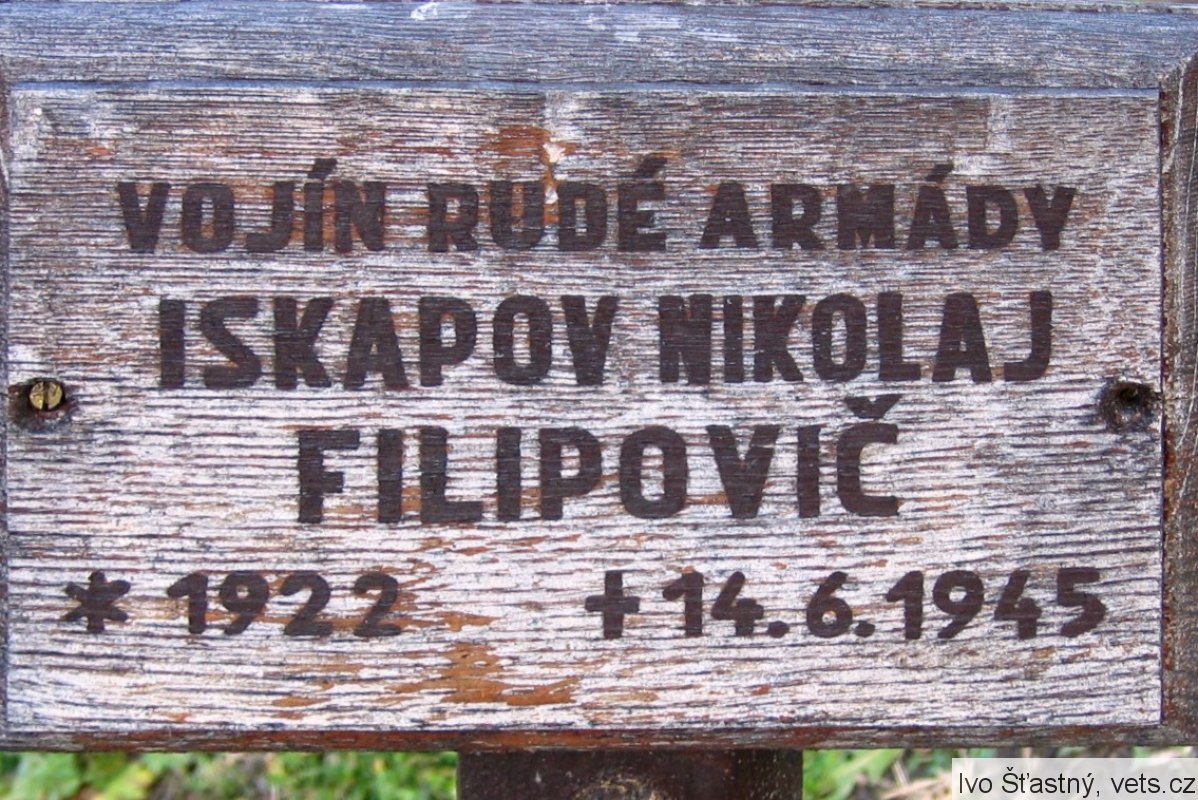 VOJÍN RUDÉ ARMÁDY
ISKAPOV NIKOLAJ
FILIPOVIČ
* 1922 +14.6.1945
Ivo Šťastný, vets.cz